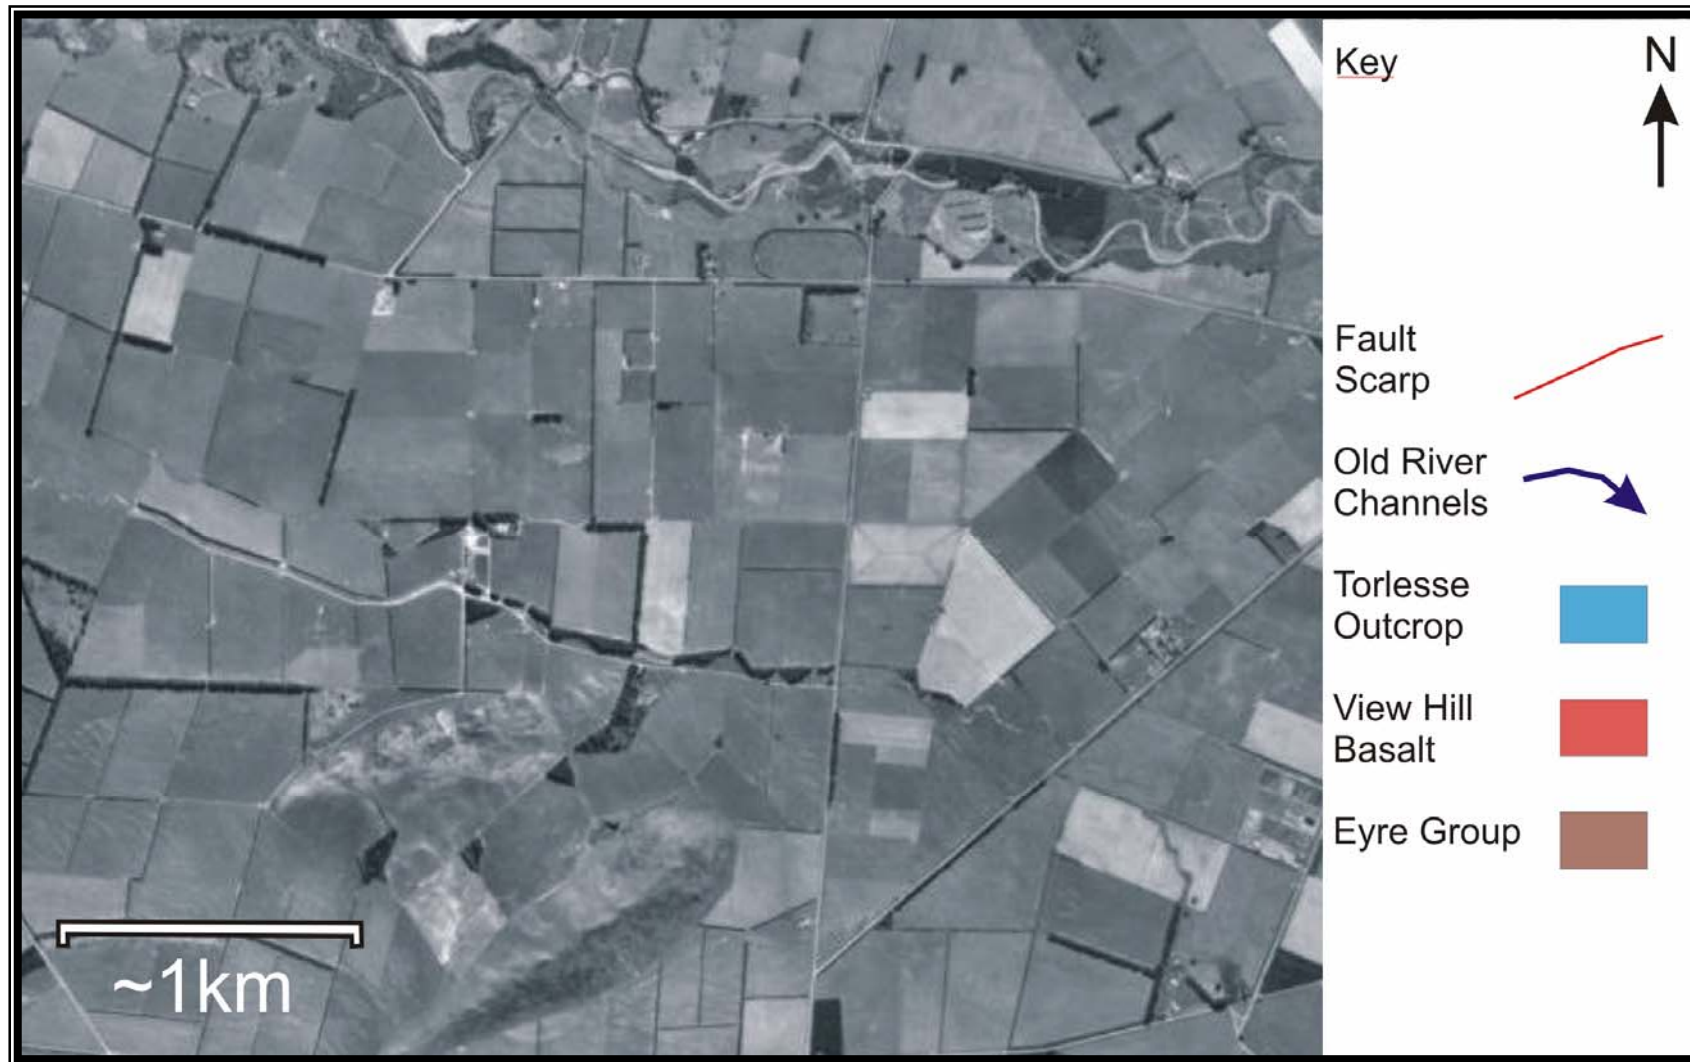 Key
N
Fault
Scarp
Old River
Channels
Torlesse
Outcrop
View Hill
Basalt
Eyre Group
~1km